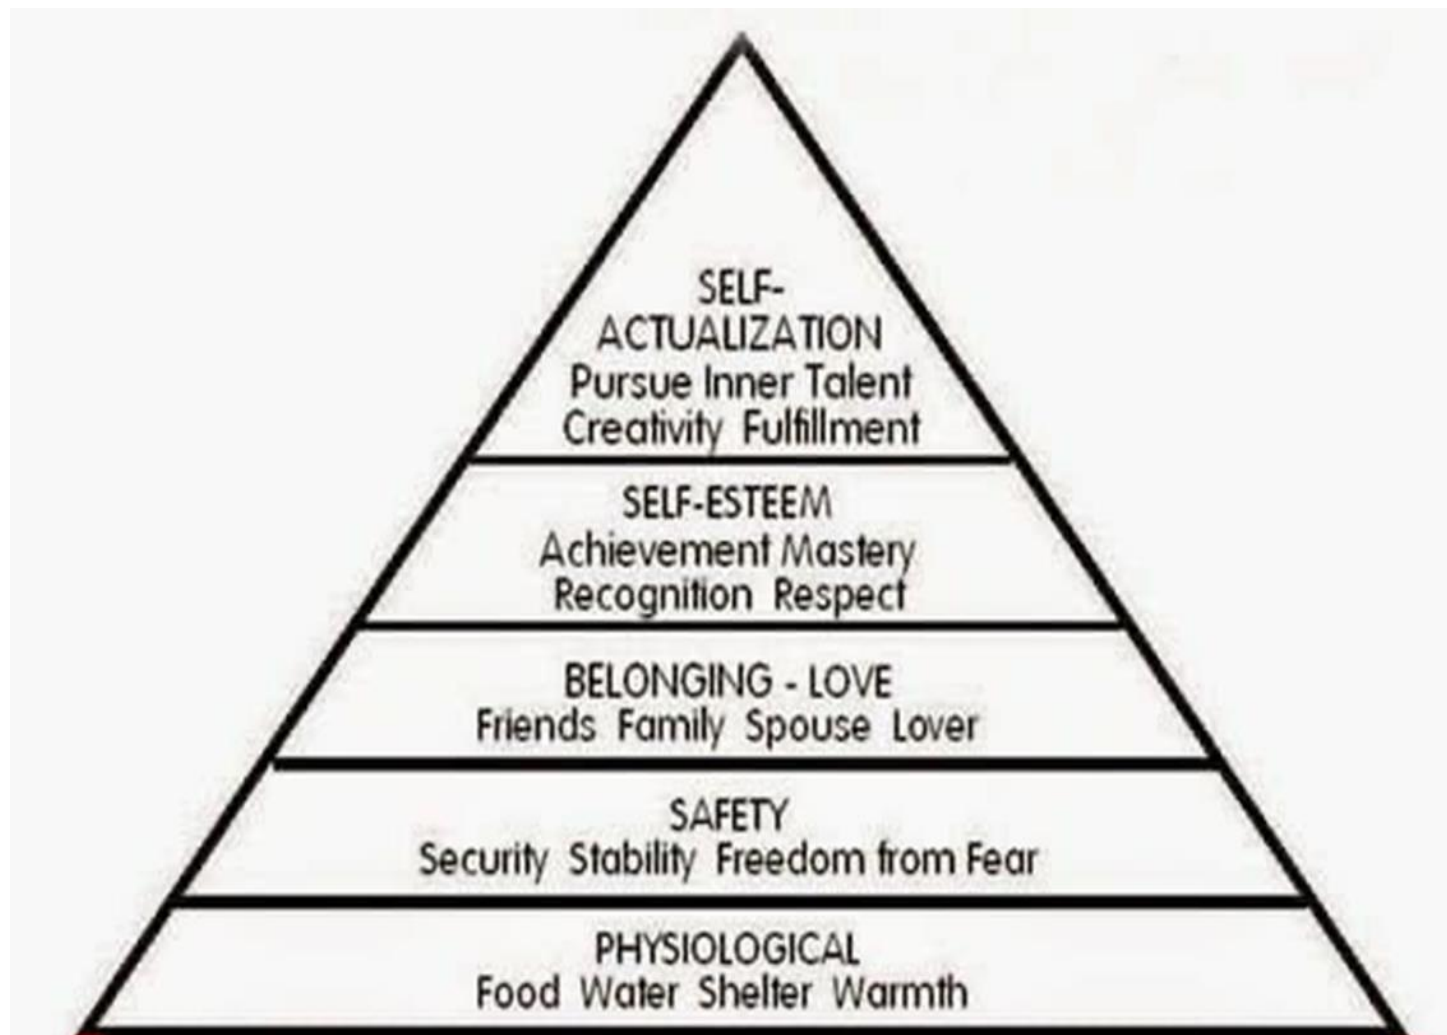 SELF-
ACTUALIZATION
Pursue Inner Talent
Creativity Fulfillment
SELF-ESTEEM
Achievement Mastery
Recognition Respect
BELONGING - LOVE
Friends Family Spouse Lover
SAFETY
Security Stability Freedom from Fear
PHYSIOLOGICAL
Food Water Shelter Warmth